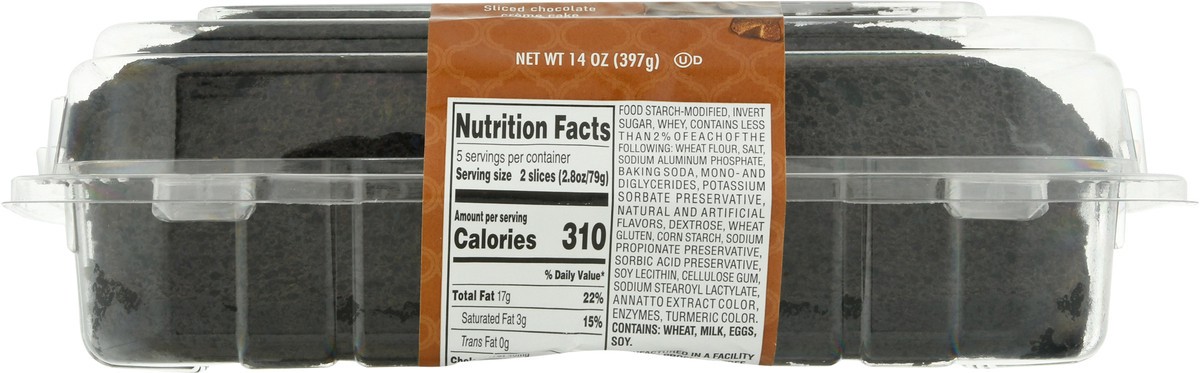 Sliced chocolate
crème cake
NET WT 14 OZ (397g) UD
Nutrition Facts
5 servings per container
Serving size 2 slices (2.8oz/79g)
Amount per serving
Calories 310
% Daily Value*
Total Fat 17g 22%
Saturated Fat 3g 15%
Trans Fat 0g
FOOD STARCH-MODIFIED, INVERT
SUGAR, WHEY, CONTAINS LESS
THAN 2% OF EACH OF THE
FOLLOWING: WHEAT FLOUR, SALT,
SODIUM ALUMINUM PHOSPHATE,
BAKING SODA, MONO- AND
DIGLYCERIDES, POTASSIUM
SORBATE PRESERVATIVE,
NATURAL AND ARTIFICIAL
FLAVORS, DEXTROSE, WHEAT
GLUTEN, CORN STARCH, SODIUM
PROPIONATE PRESERVATIVE,
SORBIC ACID PRESERVATIVE,
SOY LECITHIN, CELLULOSE GUM,
SODIUM STEAROYL LACTYLATE,
ANNATTO EXTRACT COLOR,
ENZYMES, TURMERIC COLOR.
CONTAINS: WHEAT, MILK, EGGS,
SOY.
IN A FACILITY